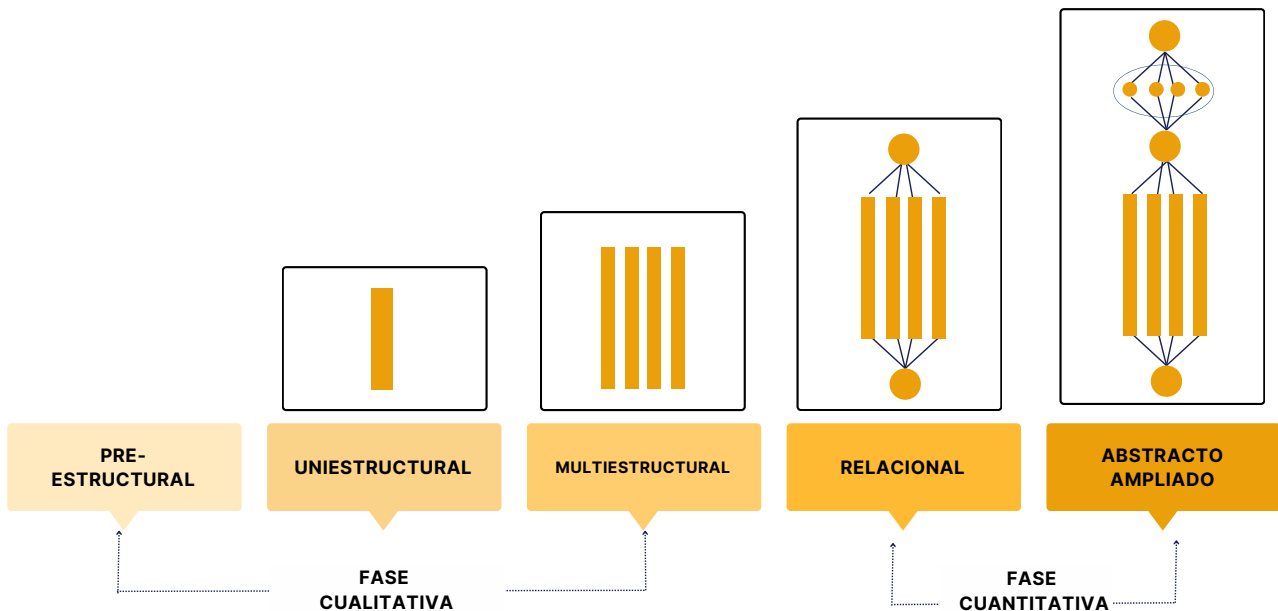 PRE-
ESTRUCTURAL
UNIESTRUCTURAL
MULTIESTRUCTURAL
RELACIONAL
ABSTRACTO
AMPLIADO
FASE
CUALITATIVA
FASE
CUANTITATIVA